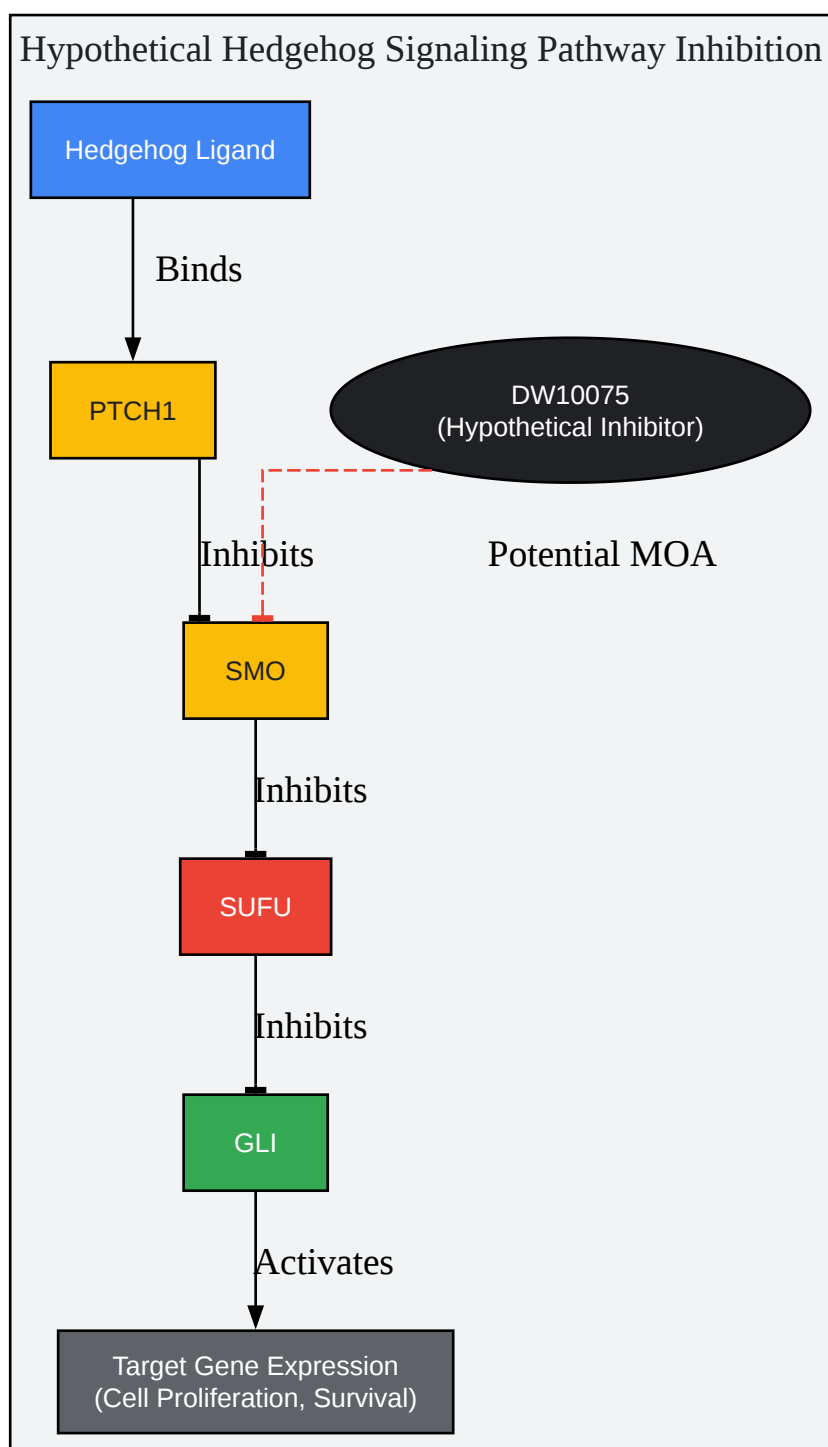 Hypothetical Hedgehog Signaling Pathway Inhibition
Hedgehog Ligand
Binds
PTCH1
DW10075
(Hypothetical Inhibitor)
Inhibits
Potential MOA
SMO
Inhibits
SUFU
Inhibits
GLI
Activates
Target Gene Expression
(Cell Proliferation, Survival)